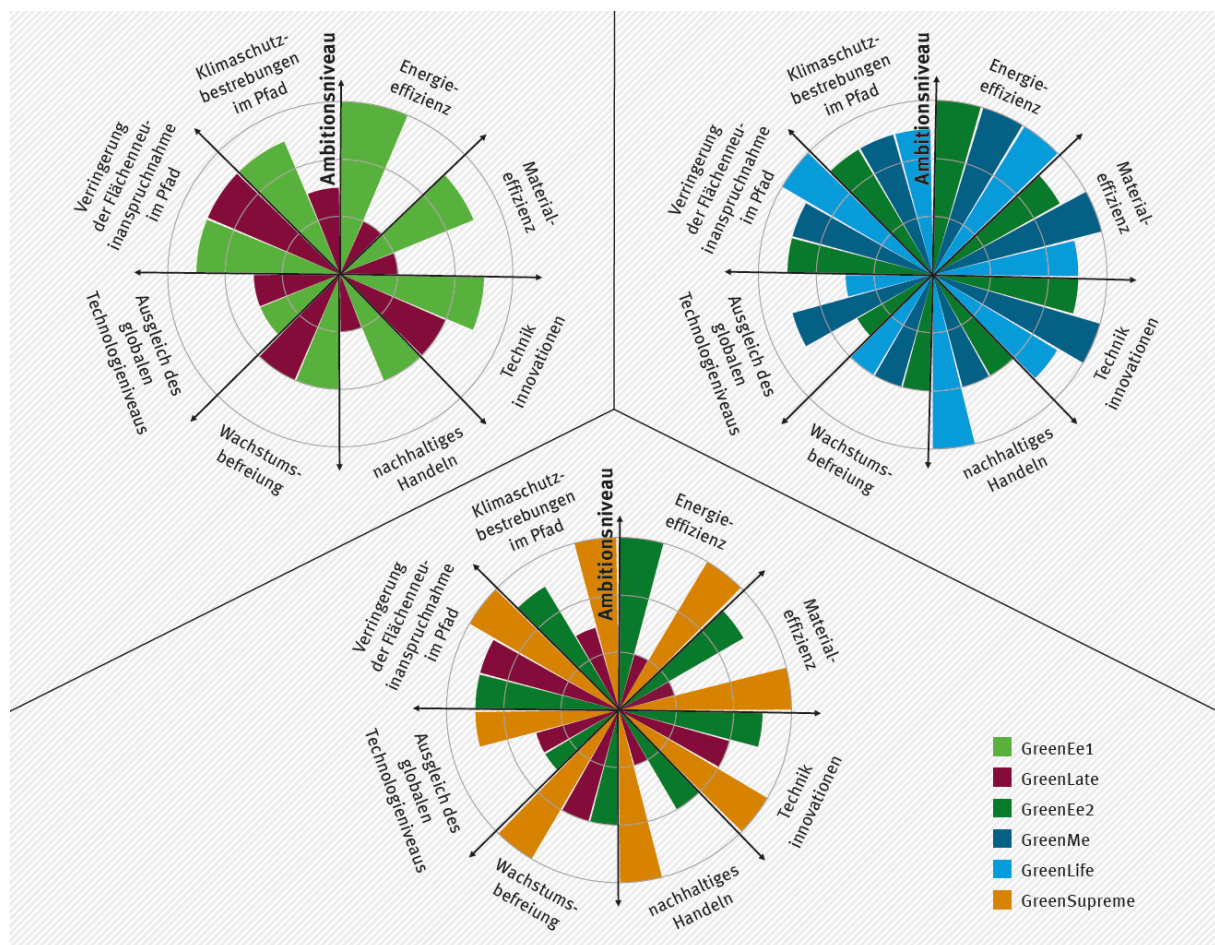 Klimaschutz-
bestrebungen
im Pfad
Ambitionsniveau
Energie-
effizienz
Material-
effizienz
Technik
innovationen
nachhaltiges
Handeln
Wachstums-
befreiung
Ausgleich des
globalen
Technologieniveaus
Verringerung
der Flächenneu-
inanspruchnahme
im Pfad
Klimaschutz-
bestrebungen
im Pfad
Ambitionsniveau
Energie-
effizienz
Material-
effizienz
Technik
innovationen
nachhaltiges
Handeln
Wachstums-
befreiung
Ausgleich des
globalen
Technologieniveaus
Verringerung
der Flächenneu-
inanspruchnahme
im Pfad
Klimaschutz-
bestrebungen
im Pfad
Ambitionsniveau
Energie-
effizienz
Material-
effizienz
Technik
innovationen
nachhaltiges
Handeln
Wachstums-
befreiung
Ausgleich des
globalen
Technologieniveaus
Verringerung
der Flächenneu-
inanspruchnahme
im Pfad
GreenEe1
GreenLate
GreenEe2
GreenMe
GreenLife
GreenSupreme